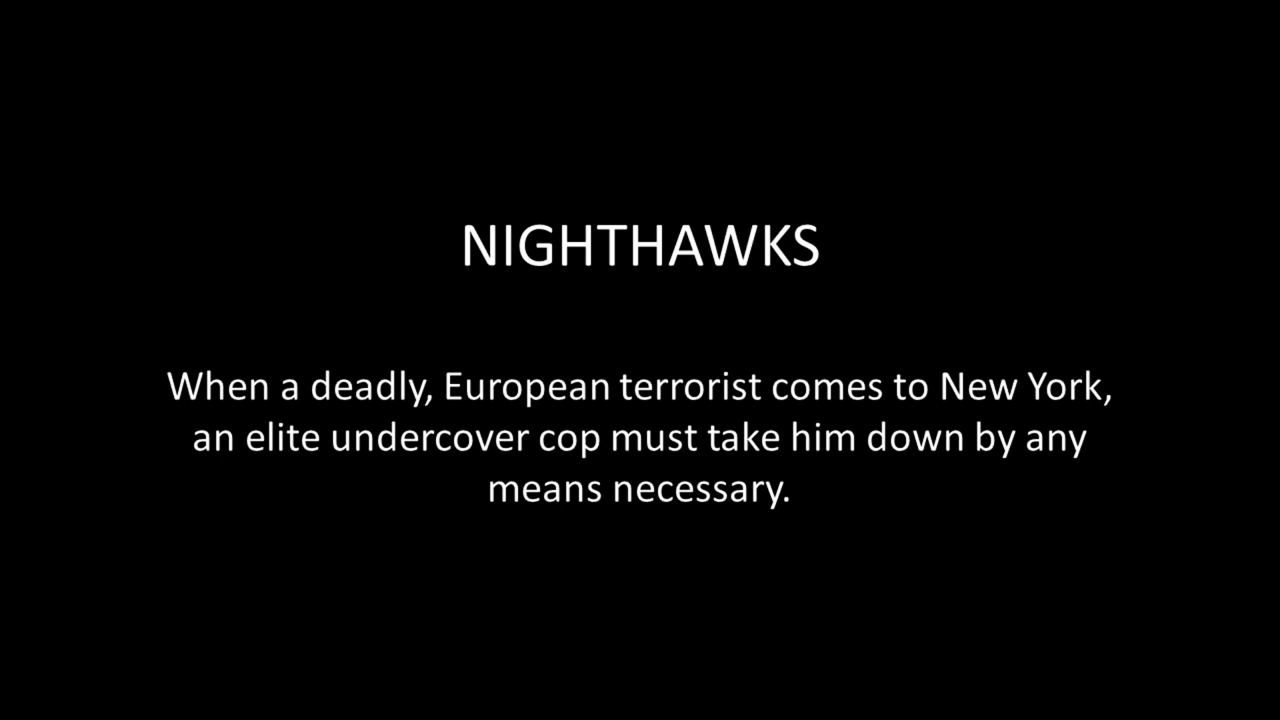 NIGHTHAWKS
When a deadly, European terrorist comes to New York,
an elite undercover cop must take him down by any
means necessary.